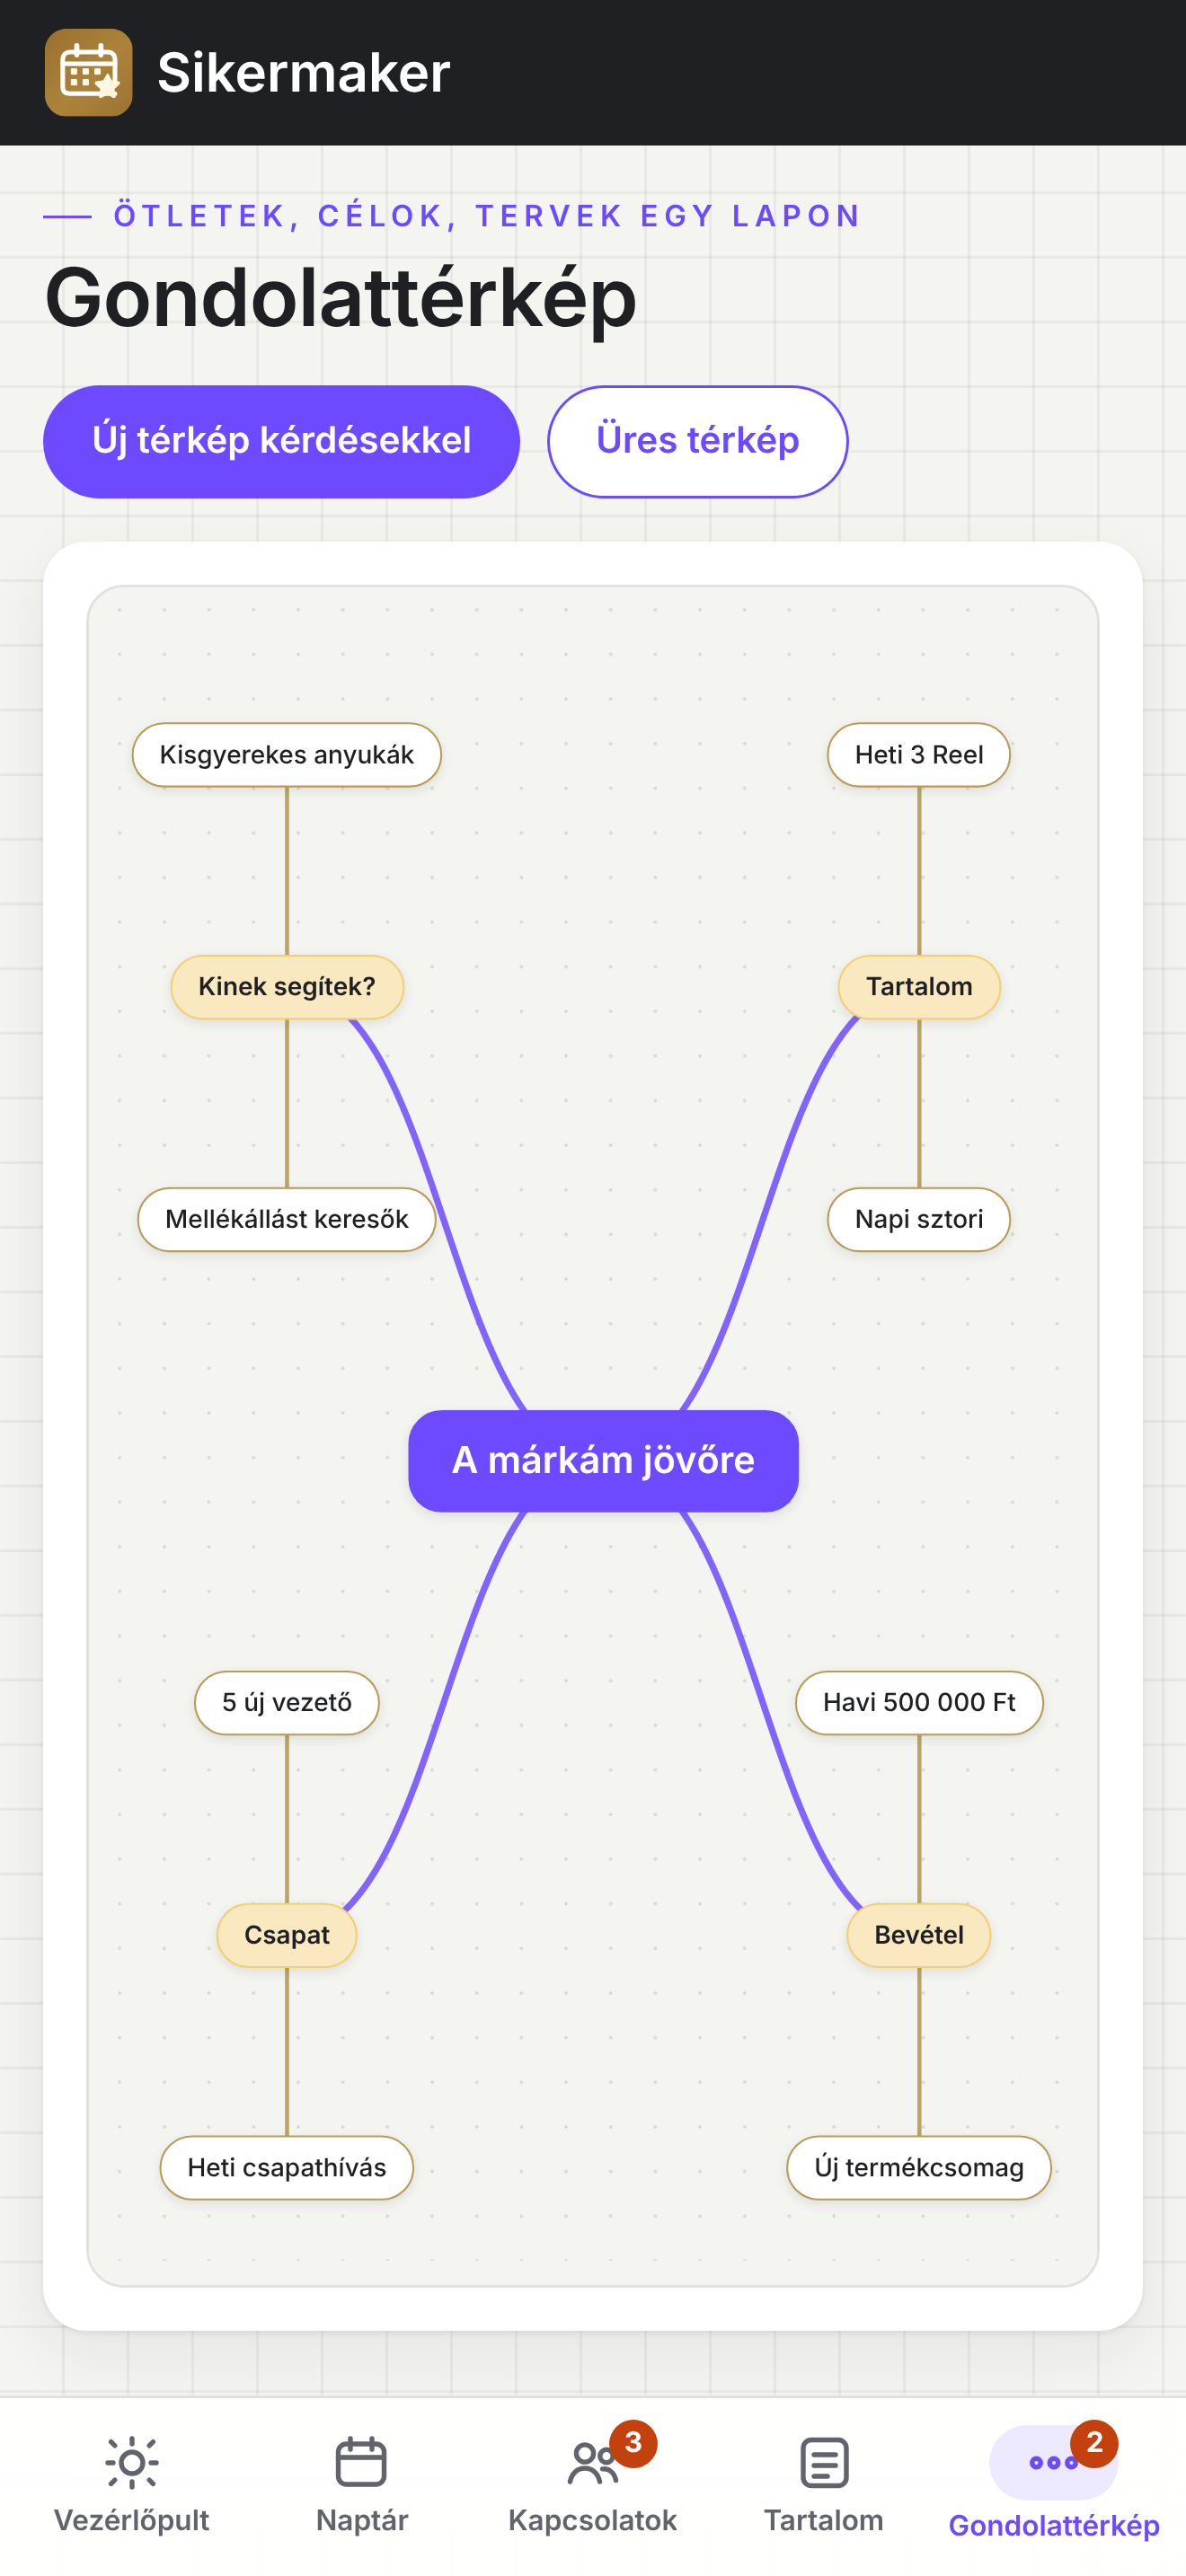 Sikermaker
ÖTLETEK, CÉLOK, TERVEK EGY LAPON
Gondolattérkép
Új térkép kérdésekkel
Üres térkép
Kisgyerekes anyukák
Heti 3 Reel
Kinek segítek?
Tartalom
Mellékállást keresők
Napi sztori
A márkám jövőre
5 új vezető
Havi 500 000 Ft
Csapat
Bevétel
Heti csapathívás
Új termékcsomag
3
2
Vezérlőpult
Naptár
Kapcsolatok
Tartalom
Gondolattérkép